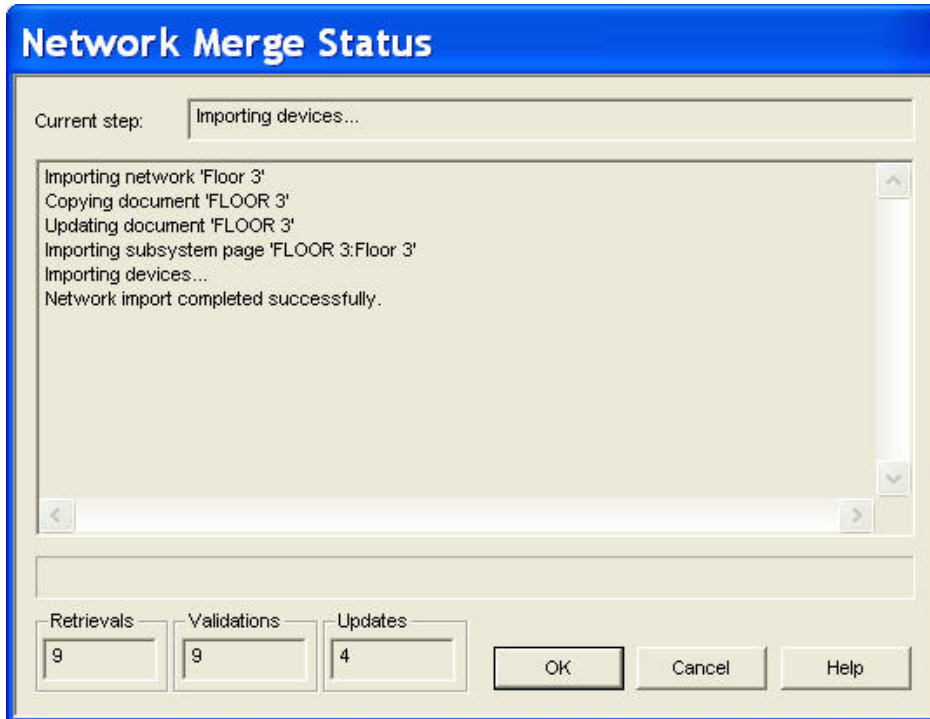 Network Merge Status
Current step: Importing devices...
Importing network 'Floor 3'
Copying document 'FLOOR 3'
Updating document 'FLOOR 3'
Importing subsystem page 'FLOOR 3:Floor 3'
Importing devices...
Network import completed successfully.
Retrievals Validations Updates
9 9 4 OK Cancel Help